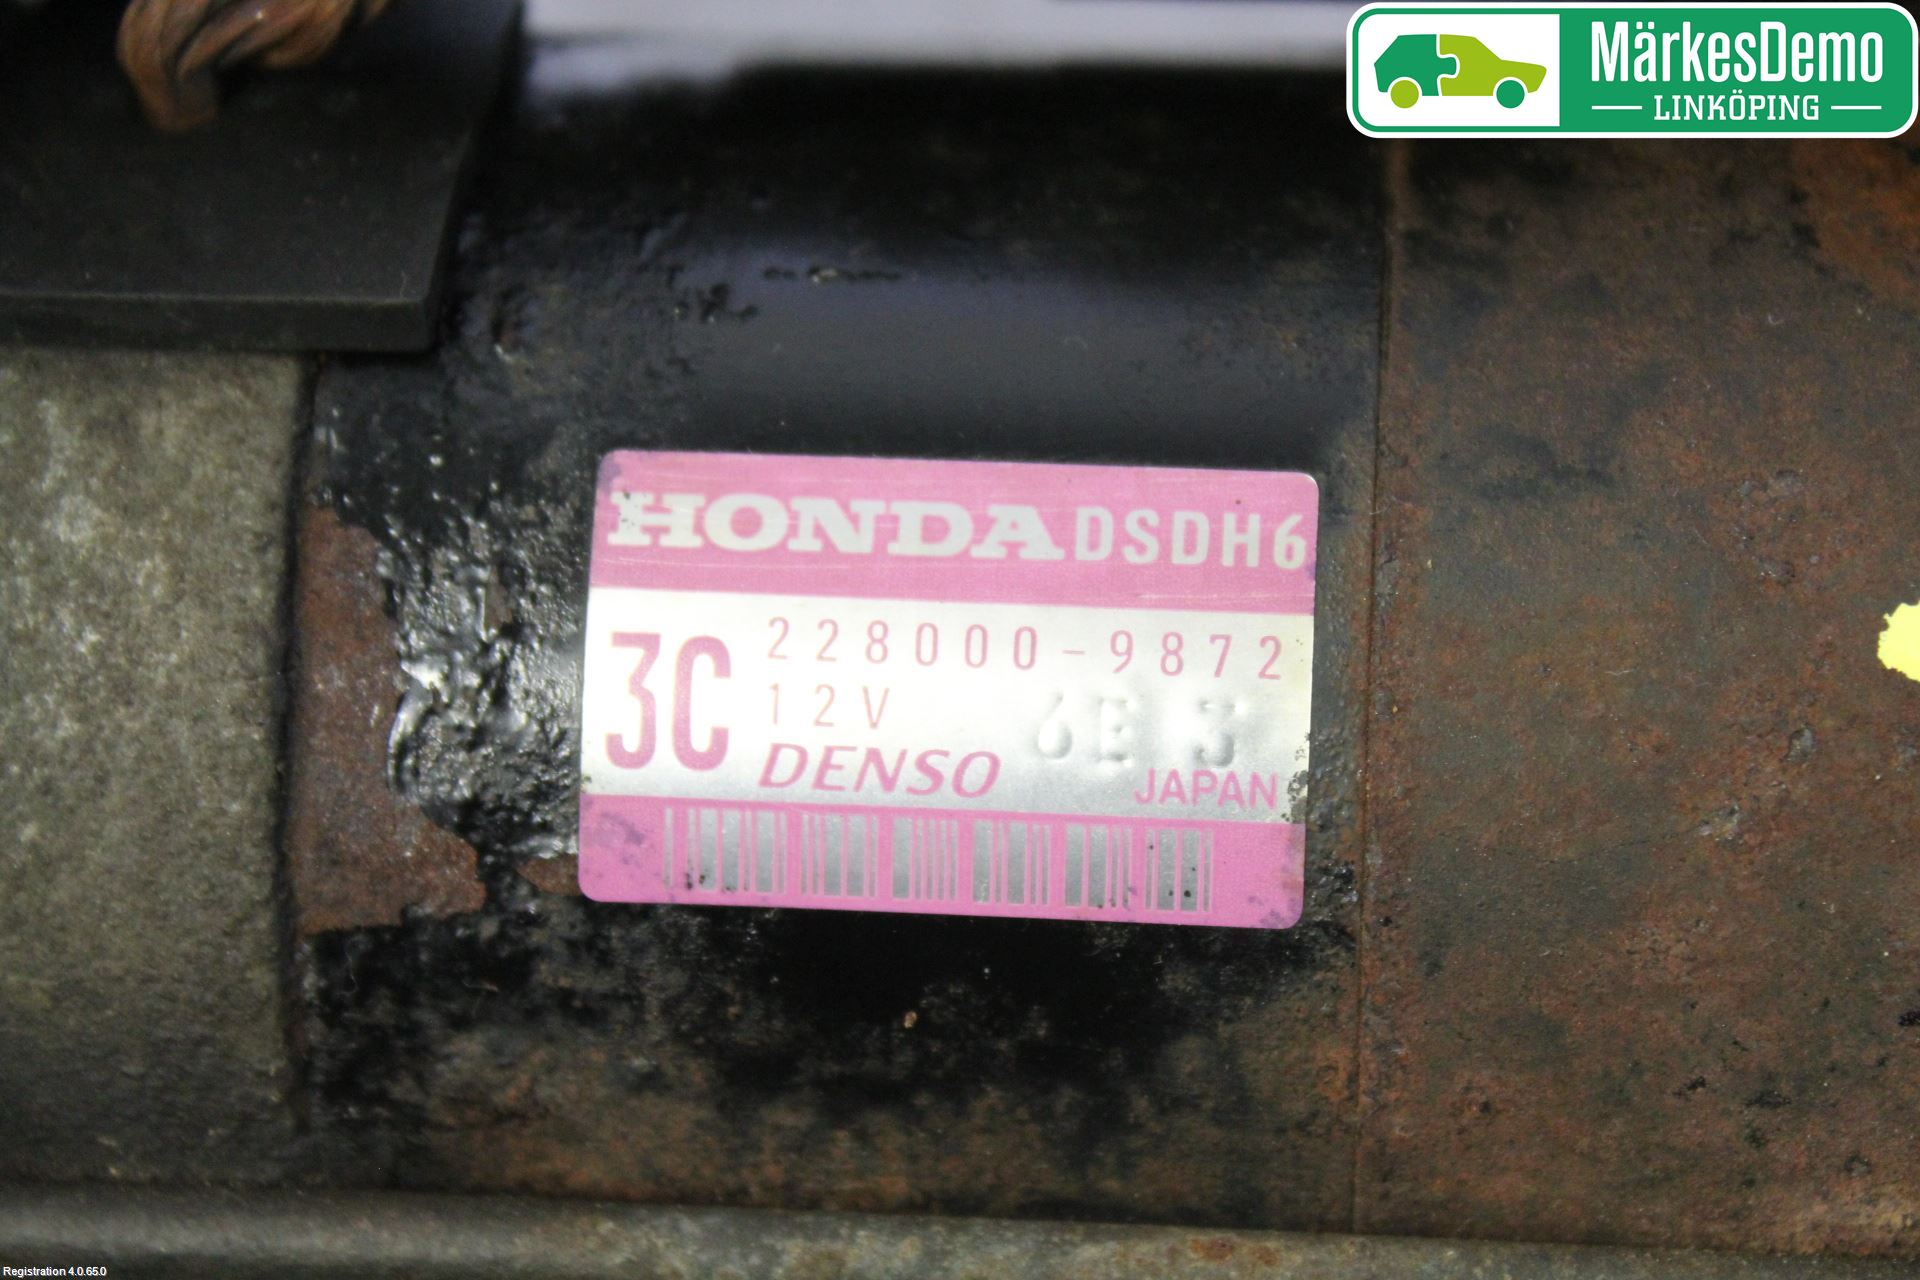 MärkesDemo
LINKÖPING
HONDA DSDH6
3C 228000-9872
12V 6E 3
DENSO JAPAN
Registration 4.0.65.0